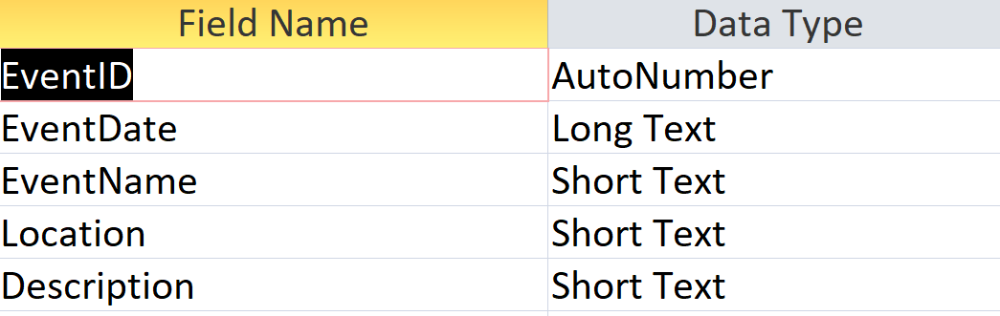 Field Name Data Type
EventID AutoNumber
EventDate Long Text
EventName Short Text
Location Short Text
Description Short Text